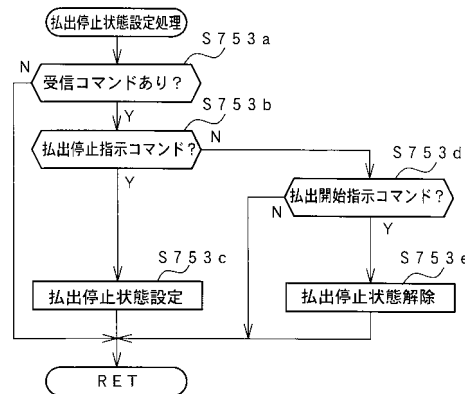 払出停止状態設定処理
S753a
N
受信コマンドあり?
S753b
Y
払出停止指示コマンド?
N
S753d
Y
払出開始指示コマンド?
N
Y
S753c
S753e
払出停止状態設定
払出停止状態解除
RET